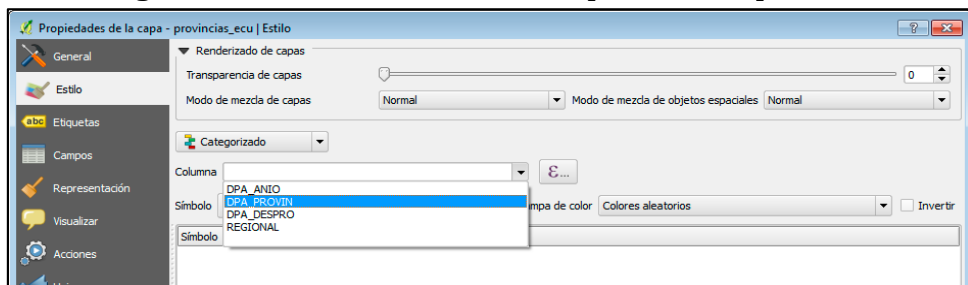 Propiedades de la capa - provincias_ecu | Estilo
General
Renderizado de capas
Transparencia de capas 0
Estilo
Modo de mezcla de capas Normal Modo de mezcla de objetos espaciales Normal
abc Etiquetas
Categorizado
Campos
Columna ε...
DPA_ANIO
Representación
Símbolo DPA_PROVIN mpa de color Colores aleatorios Invertir
DPA_DESPRO
Visualizar
REGIONAL
Símbolo
Acciones